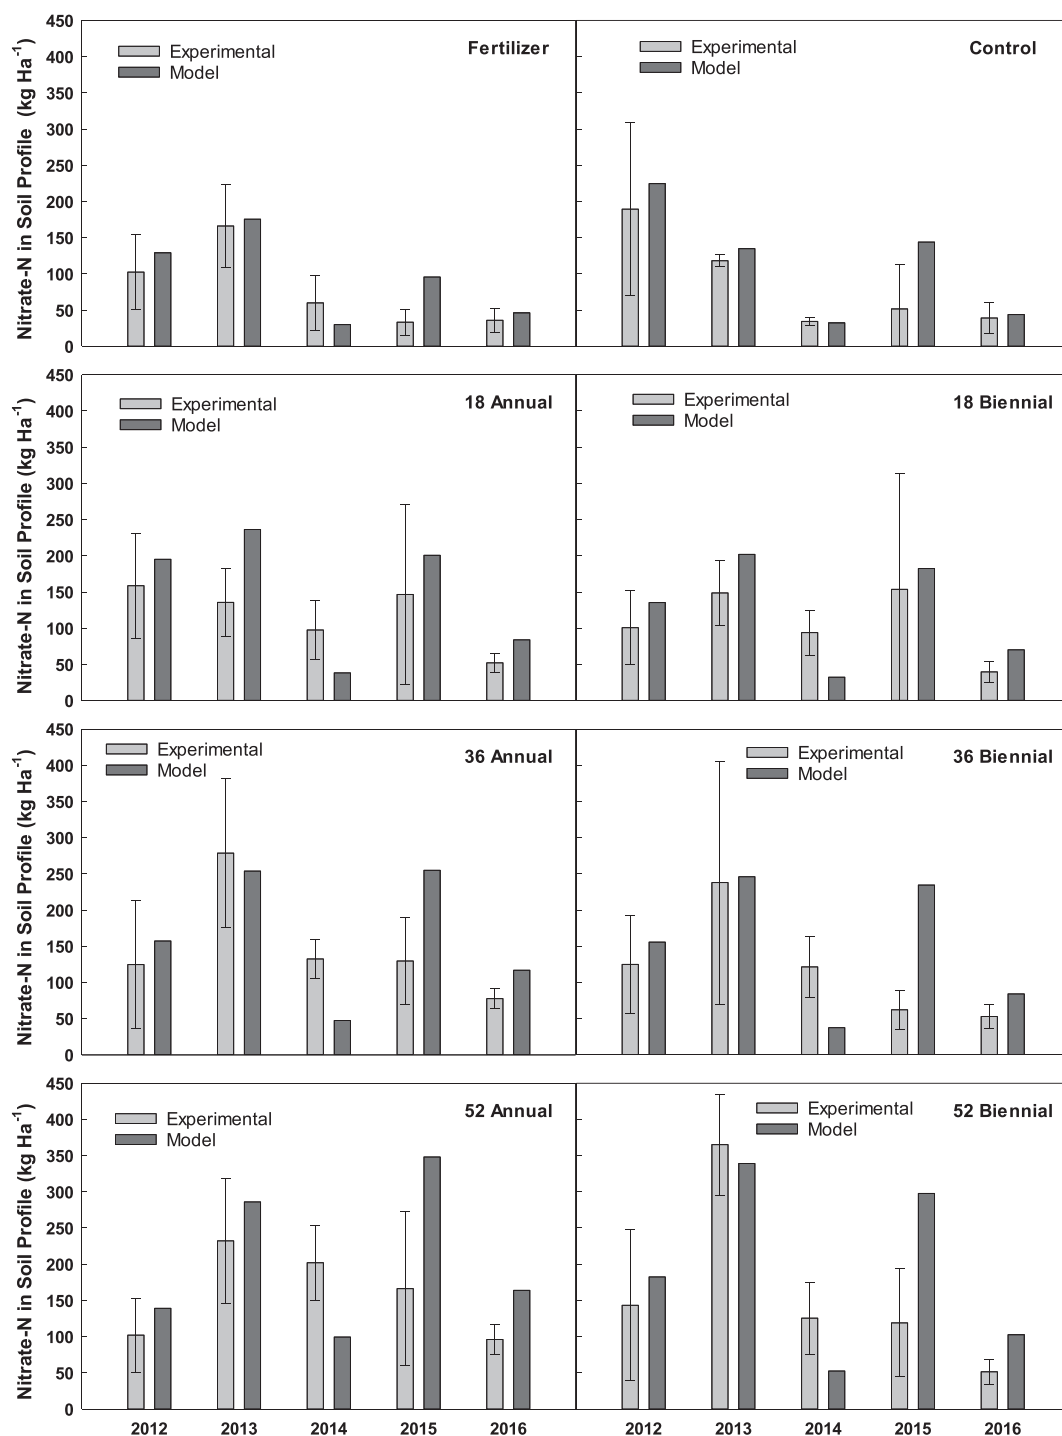 Nitrate-N in Soil Profile (kg Ha⁻¹)
450
400
350
300
250
200
150
100
50
0
Experimental
Model
Fertilizer
Experimental
Model
Control
Nitrate-N in Soil Profile (kg Ha⁻¹)
450
400
350
300
250
200
150
100
50
0
Experimental
Model
18 Annual
Experimental
Model
18 Biennial
Nitrate-N in Soil Profile (kg Ha⁻¹)
450
400
350
300
250
200
150
100
50
0
Experimental
Model
36 Annual
Experimental
Model
36 Biennial
Nitrate-N in Soil Profile (kg Ha⁻¹)
450
400
350
300
250
200
150
100
50
0
Experimental
Model
52 Annual
Experimental
Model
52 Biennial
2012 2013 2014 2015 2016 2012 2013 2014 2015 2016